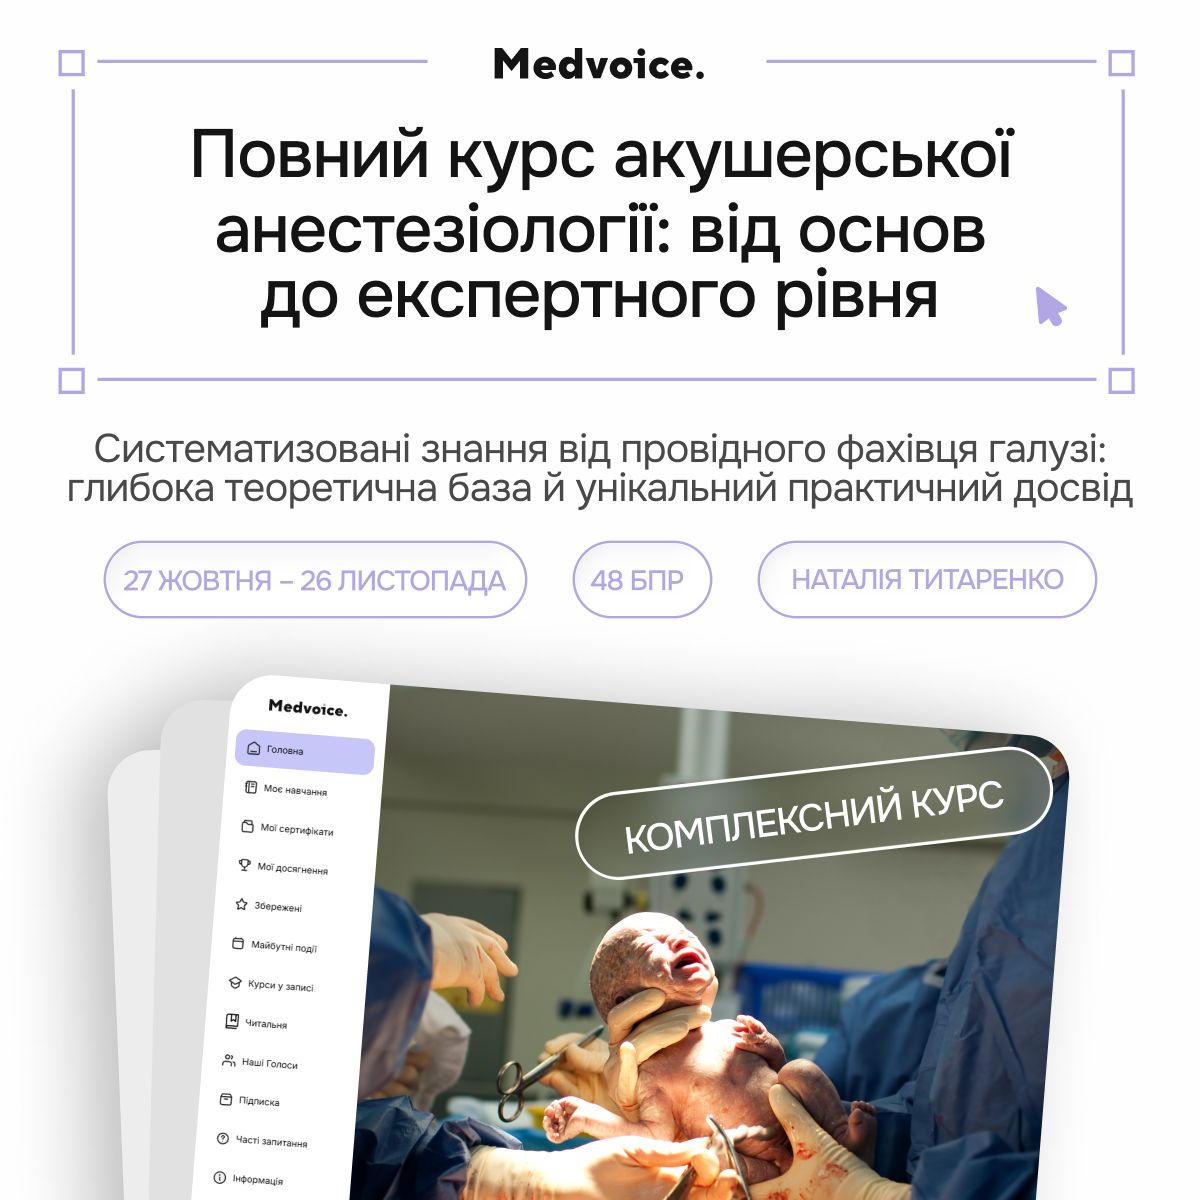 Medvoice.
Повний курс акушерської
анестезіології: від основ
до експертного рівня
Систематизовані знання від провідного фахівця галузі:
глибока теоретична база й унікальний практичний досвід
27 ЖОВТНЯ – 26 ЛИСТОПАДА
48 БПР
НАТАЛІЯ ТИТАРЕНКО
Medvoice.
Головна
Моє навчання
Мої сертифікати
Мої досягнення
Збережені
Майбутні події
Курси у записі
Читальня
Наші Голоси
Підписка
Часті запитання
Інформація
КОМПЛЕКСНИЙ КУРС